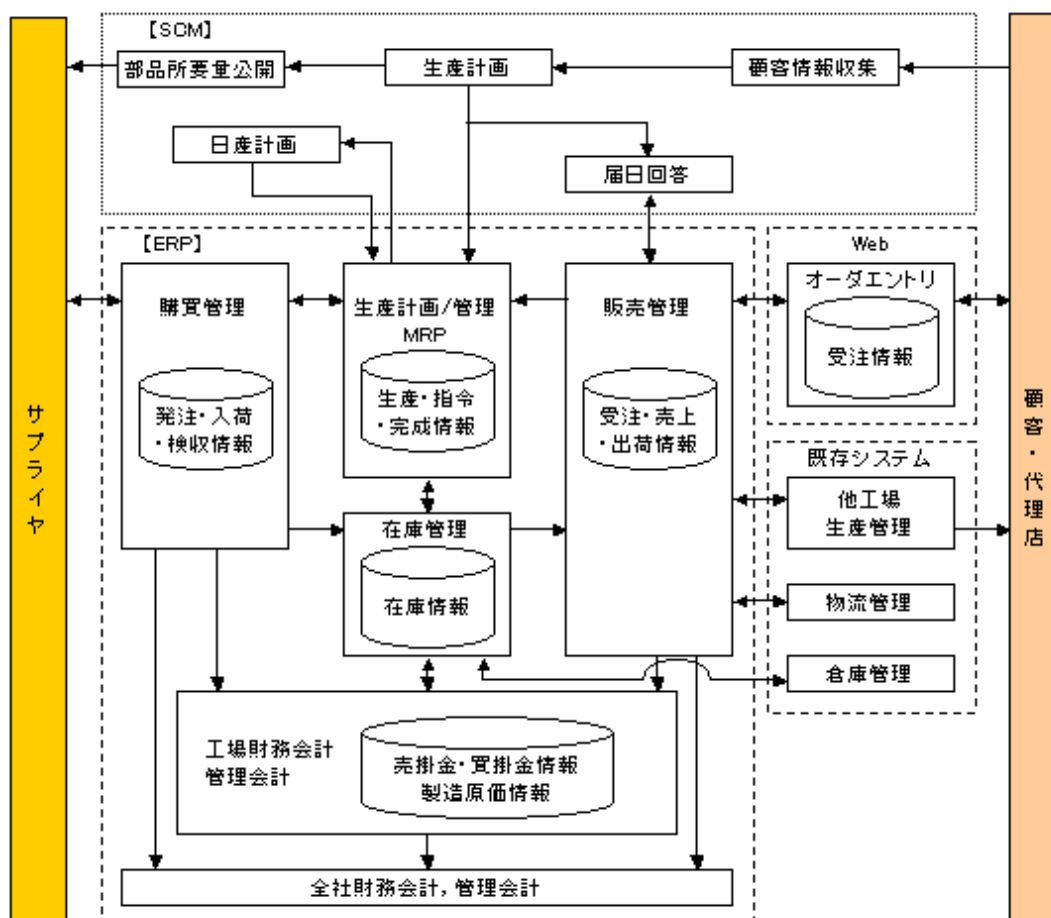 【SCM】
部品所要量公開
生産計画
顧客情報収集
日産計画
届日回答
【ERP】
Web
購買管理
生産計画/管理
MRP
販売管理
オーダエントリ
受注情報
発注・入荷
・検収情報
生産・指令
・完成情報
受注・売上
・出荷情報
サプライヤ
顧客・代理店
既存システム
他工場
生産管理
在庫管理
在庫情報
物流管理
倉庫管理
工場財務会計
管理会計
売掛金・買掛金情報
製造原価情報
全社財務会計，管理会計